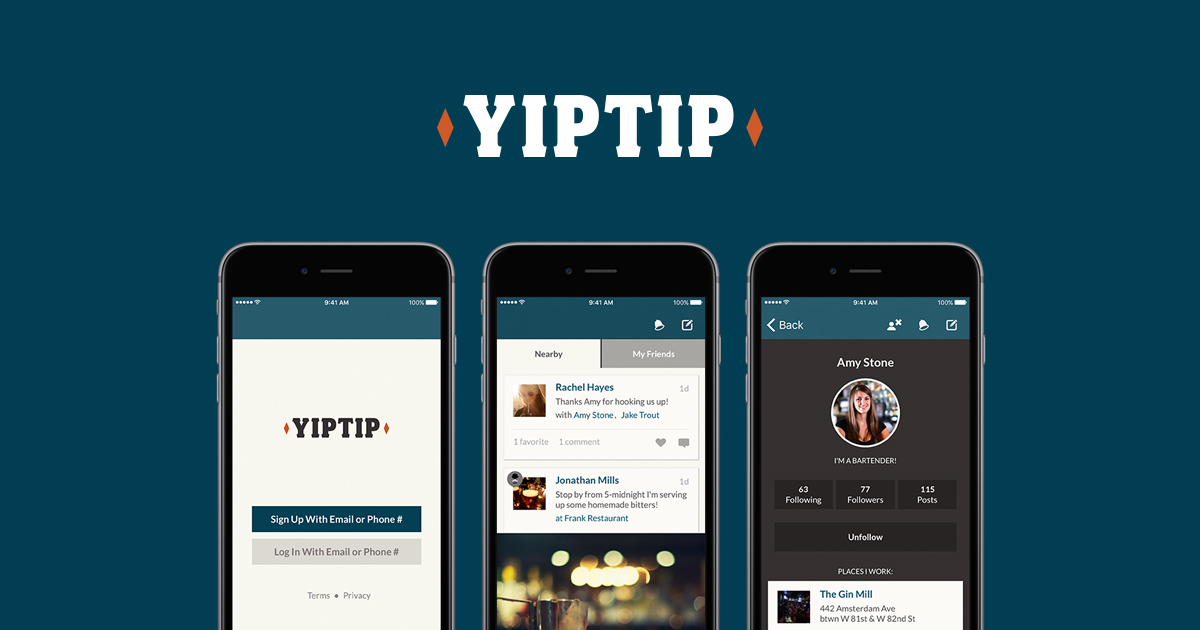 YIPTIP
9:41 AM
100%
YIPTIP
Sign Up With Email or Phone #
Log In With Email or Phone #
Terms • Privacy
9:41 AM
100%
Nearby
My Friends
Rachel Hayes
1d
Thanks Amy for hooking us up!
with Amy Stone, Jake Trout
1 favorite 1 comment
Jonathan Mills
1d
Stop by from 5-midnight I'm serving
up some homemade bitters!
at Frank Restaurant
9:41 AM
100%
Back
Amy Stone
I'M A BARTENDER!
63
Following
77
Followers
115
Posts
Unfollow
PLACES I WORK:
The Gin Mill
442 Amsterdam Ave
btwn W 81st & W 82nd St